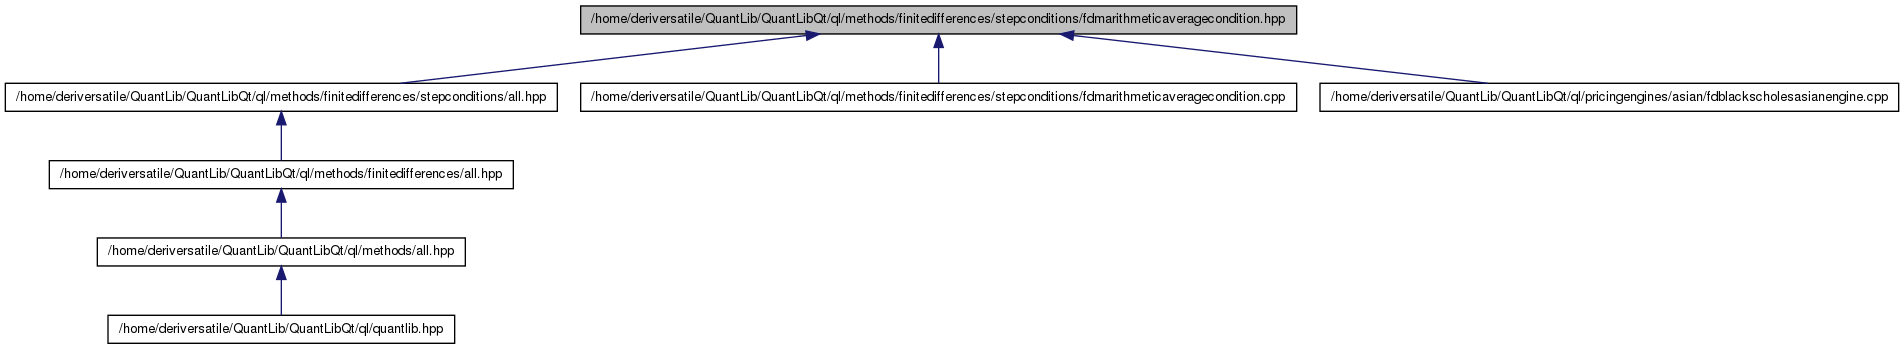 /home/deriversatile/QuantLib/QuantLibQt/ql/methods/finitedifferences/stepconditions/fdmarithmeticaveragecondition.hpp
/home/deriversatile/QuantLib/QuantLibQt/ql/methods/finitedifferences/stepconditions/all.hpp
/home/deriversatile/QuantLib/QuantLibQt/ql/methods/finitedifferences/stepconditions/fdmarithmeticaveragecondition.cpp
/home/deriversatile/QuantLib/QuantLibQt/ql/pricingengines/asian/fdblackscholesasianengine.cpp
/home/deriversatile/QuantLib/QuantLibQt/ql/methods/finitedifferences/all.hpp
/home/deriversatile/QuantLib/QuantLibQt/ql/methods/all.hpp
/home/deriversatile/QuantLib/QuantLibQt/ql/quantlib.hpp